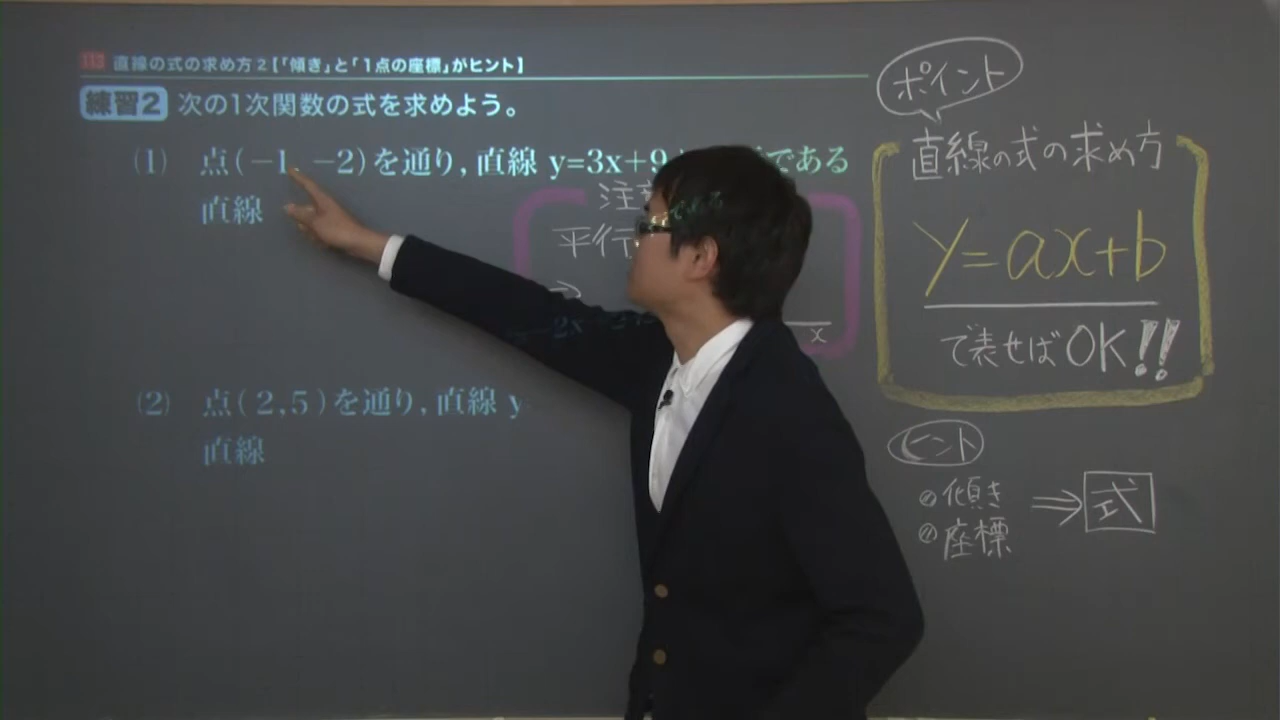 113 直線の式の求め方2[「傾き」と「1点の座標」がヒント]
練習2 次の1次関数の式を求めよう。
(1) 点(−1, −2)を通り, 直線 y=3x+9 である
直線
注
平行
⇒
x
(2) 点(2,5)を通り, 直線 y
直線
ポイント
直線の式の求め方
y=ax+b
で表せばOK!!
ヒント
傾き
座標
⇒ 式